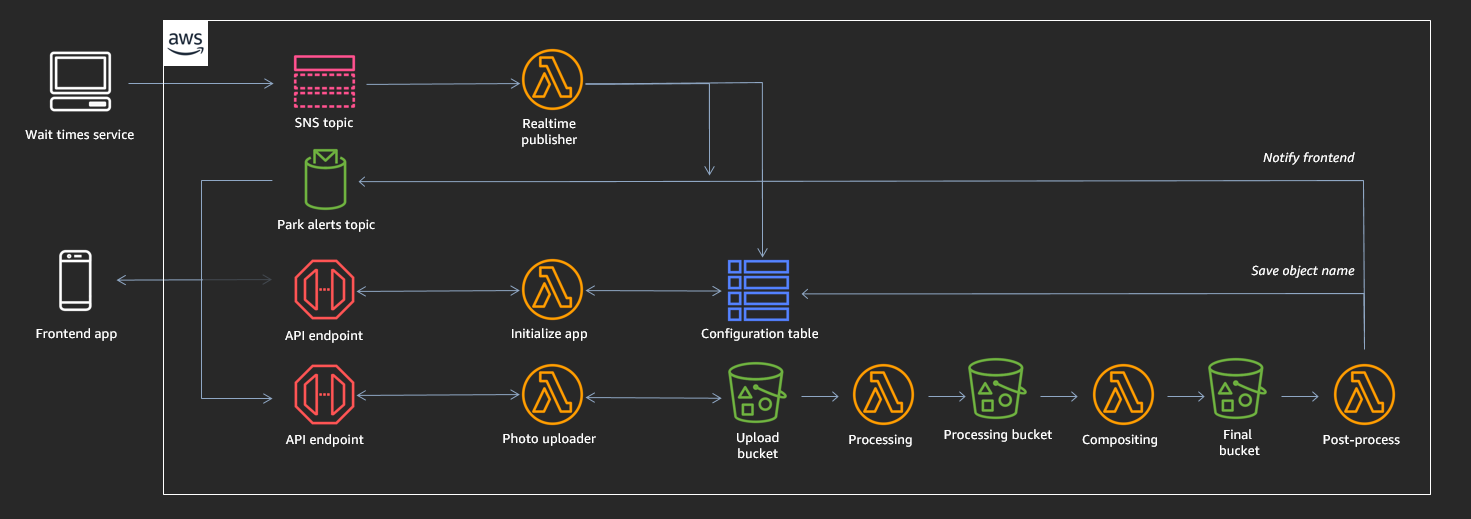 aws
Wait times service
SNS topic
Realtime
publisher
Notify frontend
Park alerts topic
Save object name
Frontend app
API endpoint
Initialize app
Configuration table
API endpoint
Photo uploader
Upload
bucket
Processing
Processing bucket
Compositing
Final
bucket
Post-process